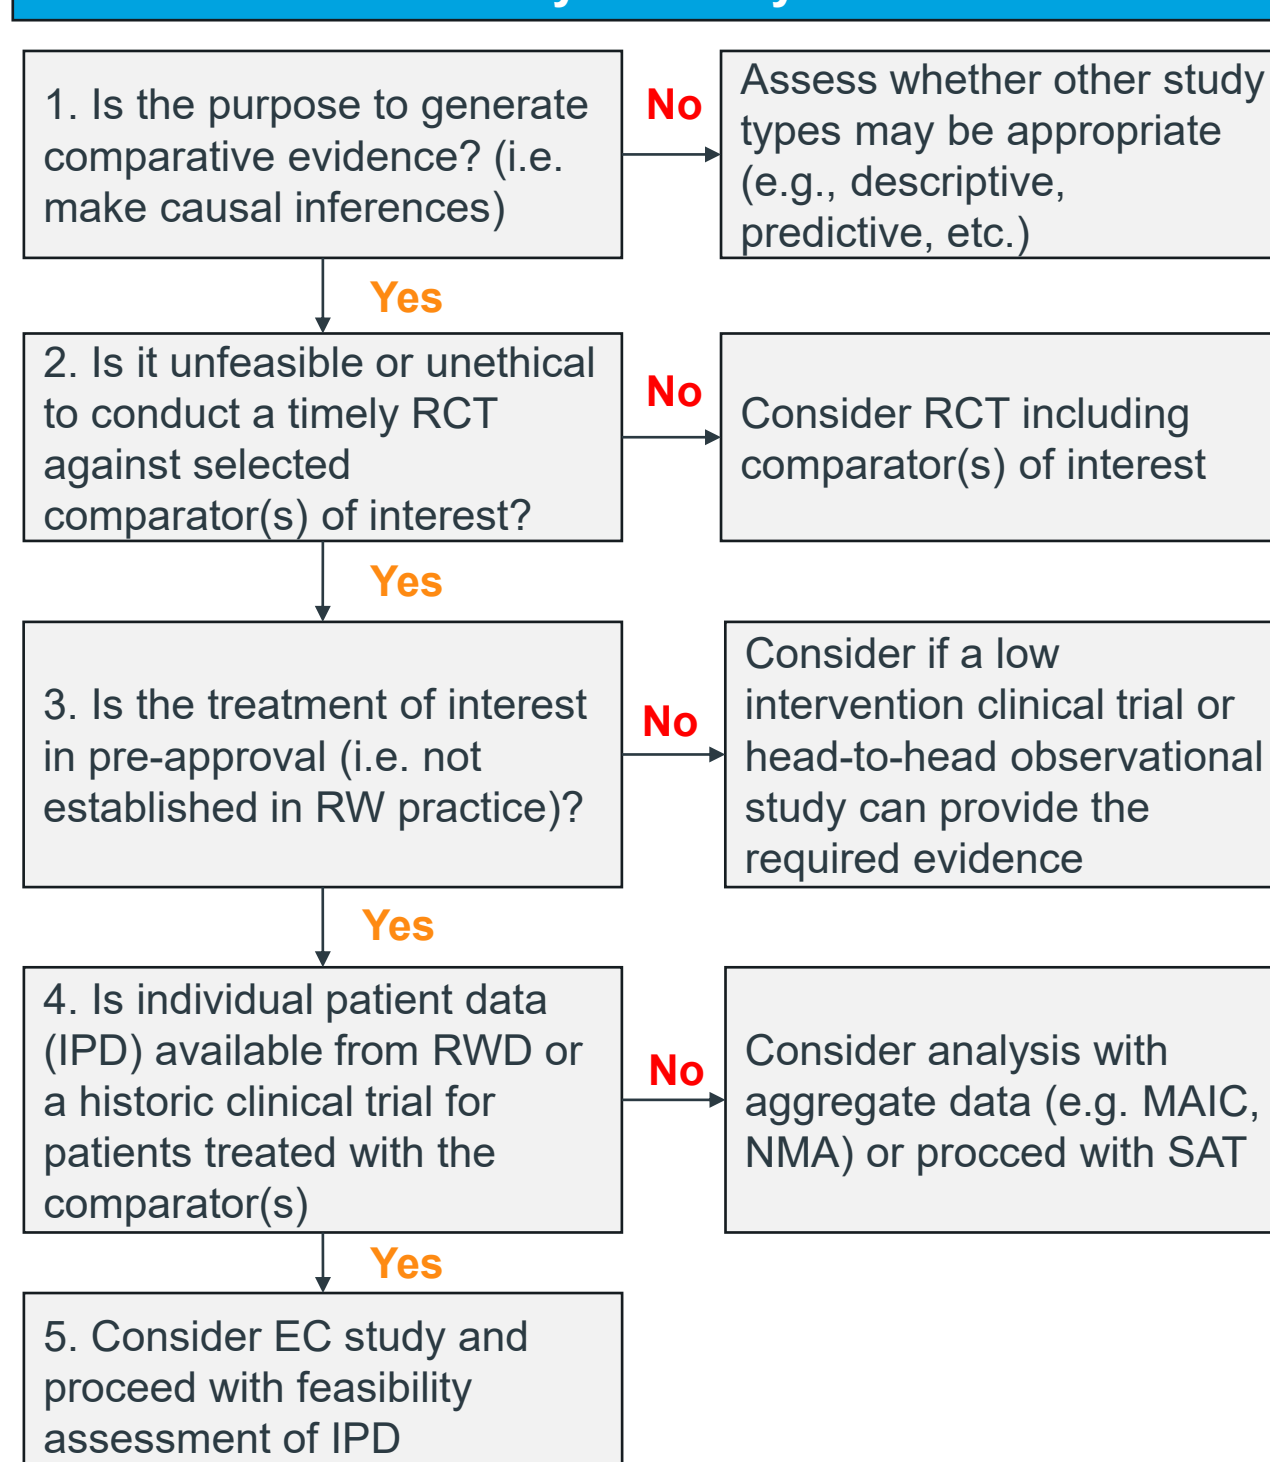 1. Is the purpose to generate
comparative evidence? (i.e.
make causal inferences)
No
Assess whether other study
types may be appropriate
(e.g., descriptive,
predictive, etc.)
Yes
2. Is it unfeasible or unethical
to conduct a timely RCT
against selected
comparator(s) of interest?
No
Consider RCT including
comparator(s) of interest
Yes
3. Is the treatment of interest
in pre-approval (i.e. not
established in RW practice)?
No
Consider if a low
intervention clinical trial or
head-to-head observational
study can provide the
required evidence
Yes
4. Is individual patient data
(IPD) available from RWD or
a historic clinical trial for
patients treated with the
comparator(s)
No
Consider analysis with
aggregate data (e.g. MAIC,
NMA) or procced with SAT
Yes
5. Consider EC study and
proceed with feasibility
assessment of IPD